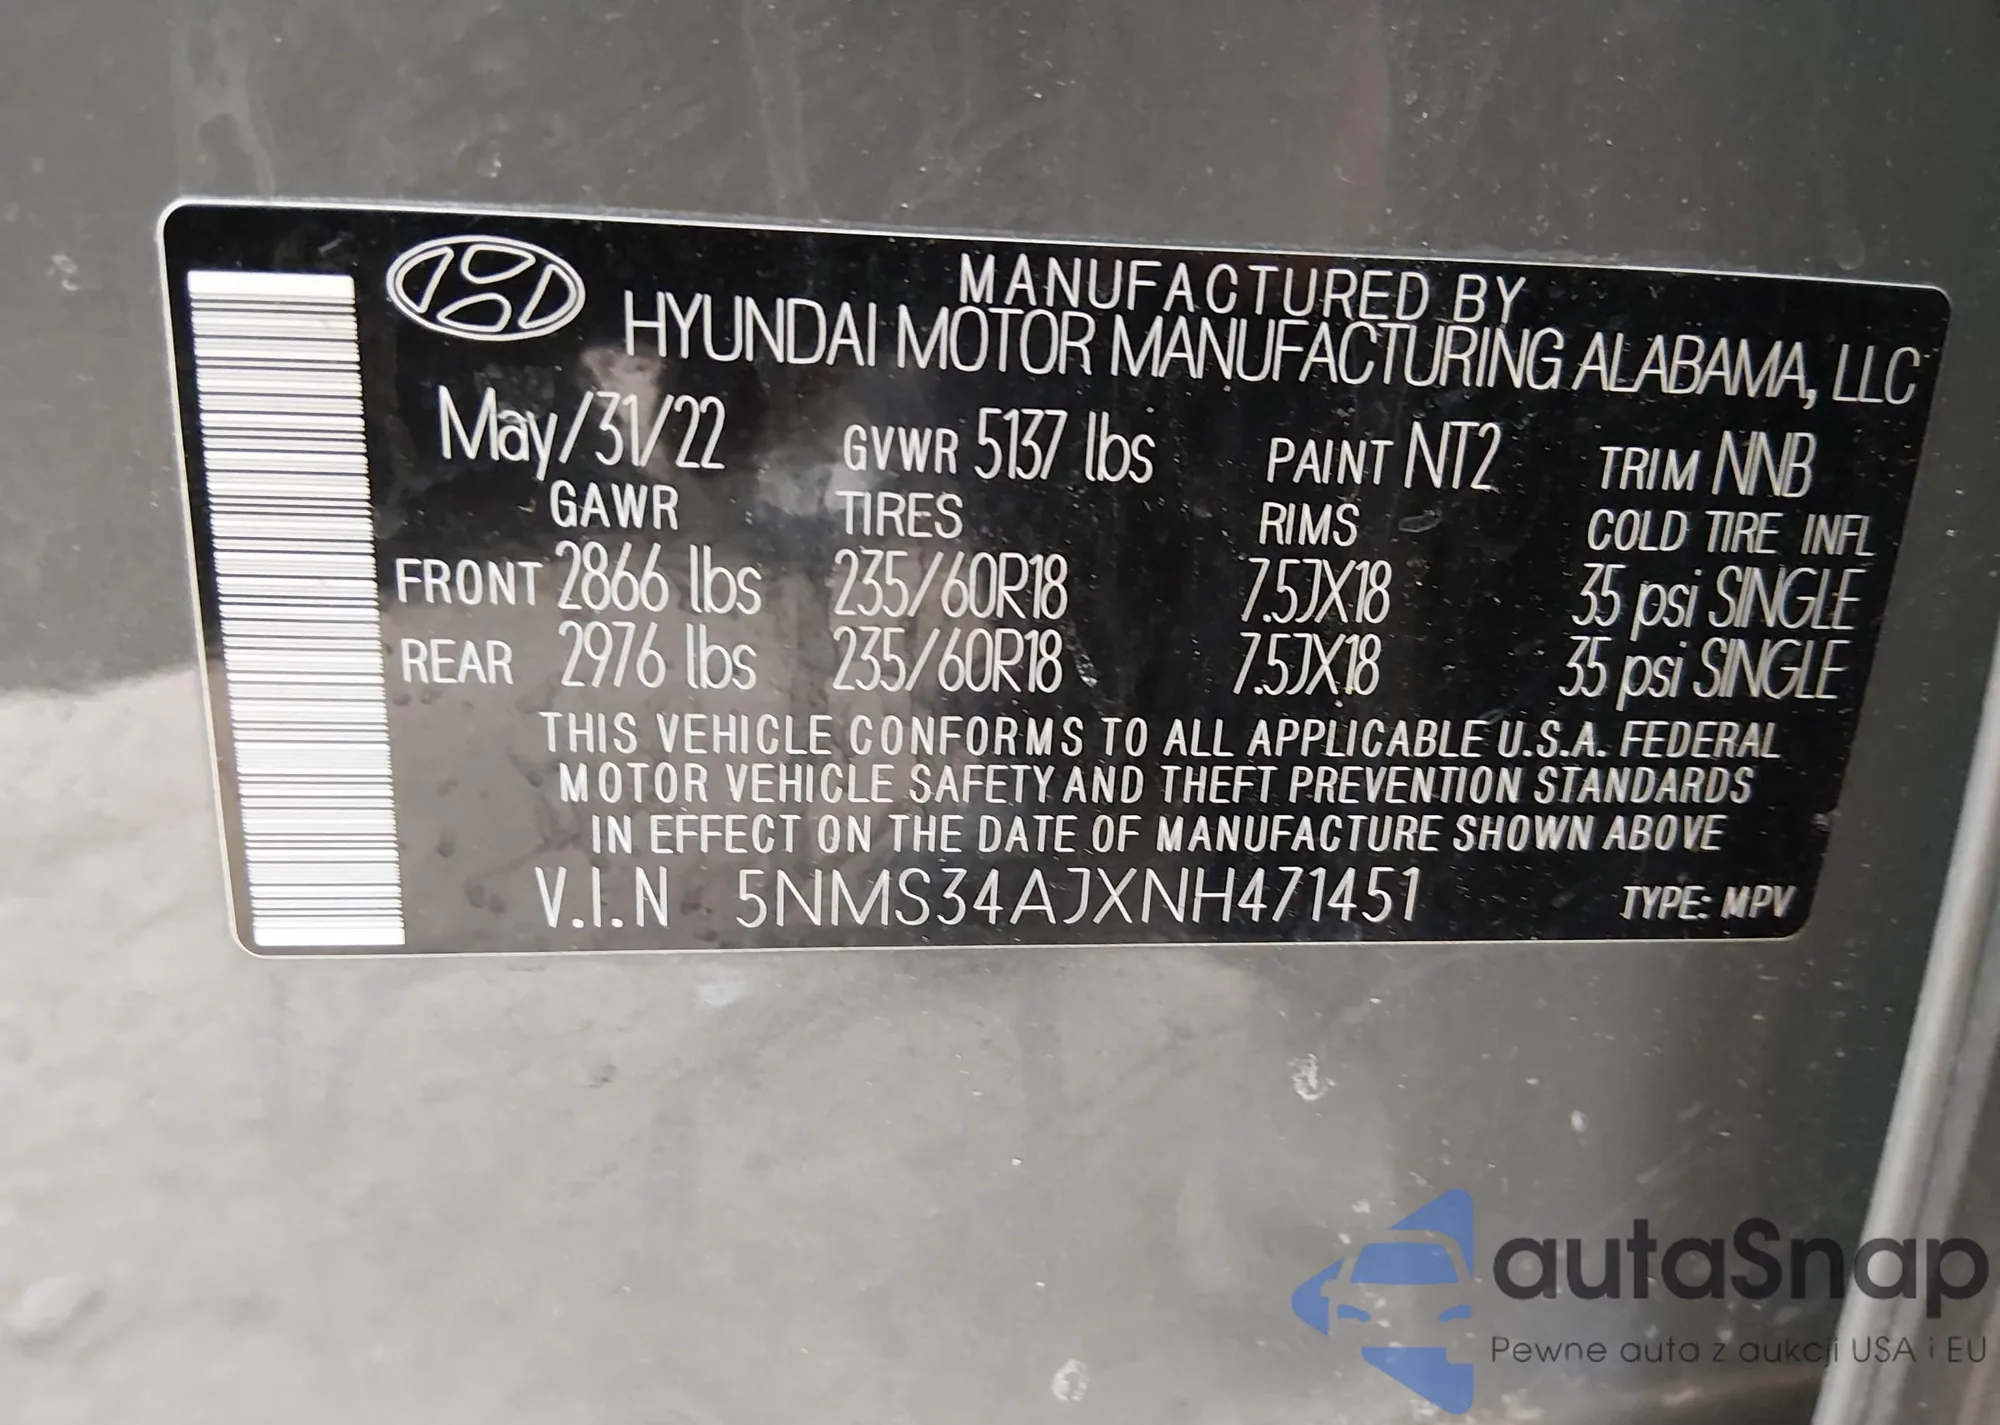 MANUFACTURED BY
HYUNDAI MOTOR MANUFACTURING ALABAMA, LLC
May/31/22 GVWR 5137 lbs PAINT NT2 TRIM NNB
GAWR TIRES RIMS COLD TIRE INFL
FRONT 2866 lbs 235/60R18 7.5JX18 35 psi SINGLE
REAR 2976 lbs 235/60R18 7.5JX18 35 psi SINGLE
THIS VEHICLE CONFORMS TO ALL APPLICABLE U.S.A. FEDERAL
MOTOR VEHICLE SAFETY AND THEFT PREVENTION STANDARDS
IN EFFECT ON THE DATE OF MANUFACTURE SHOWN ABOVE
V.I.N 5NMS34AJXNH471451 TYPE: MPV
autaSnap
Pewne auta z aukcji USA i EU